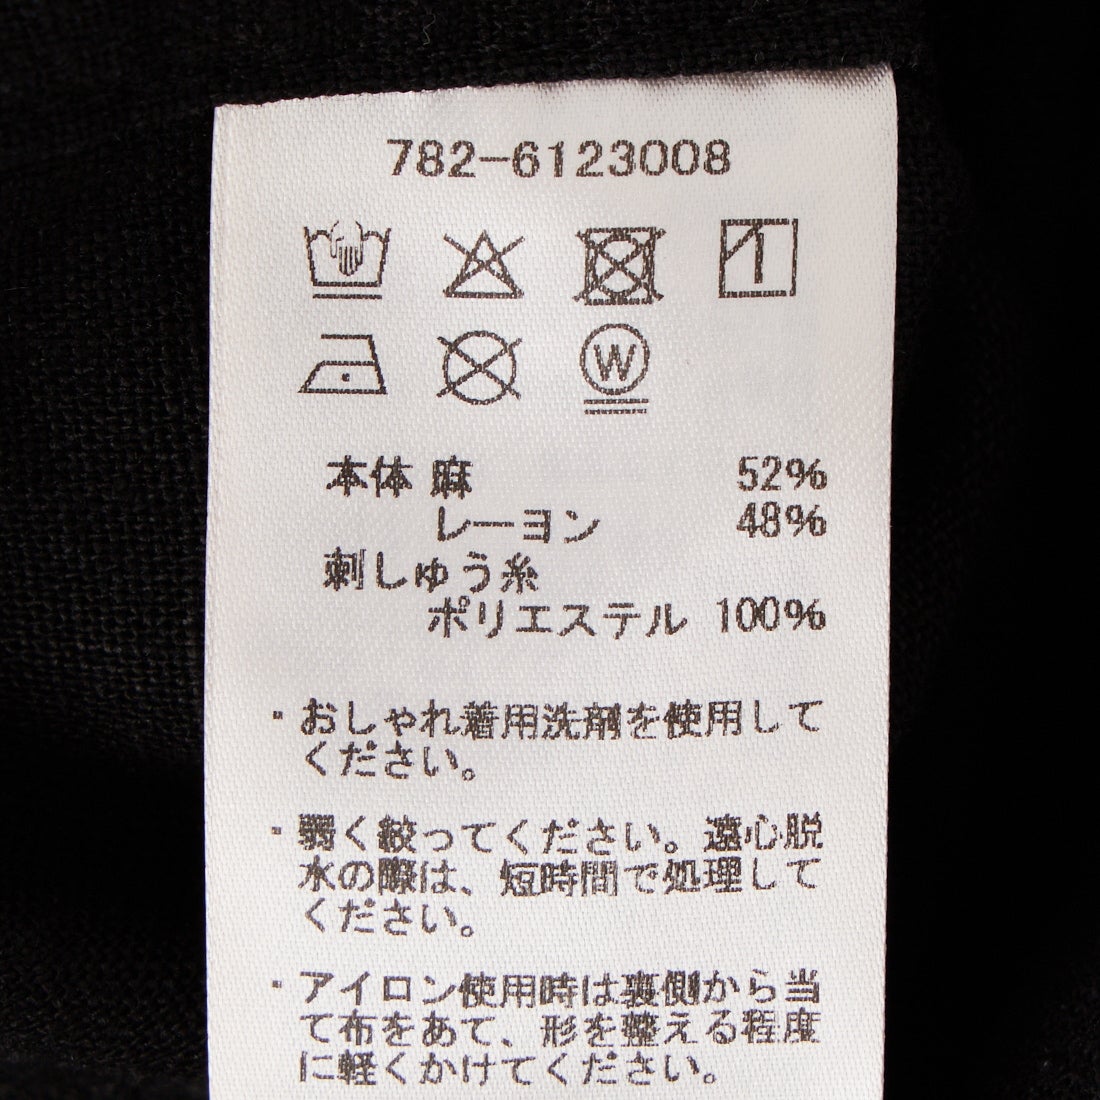 782-6123008
W
本体 麻 52%
レーヨン 48%
刺しゅう糸
ポリエステル 100%
・おしゃれ着用洗剤を使用して
ください。
・弱く絞ってください。遠心脱
水の際は、短時間で処理して
ください。
・アイロン使用時は裏側から当
て布をあて、形を整える程度
に軽くかけてください。